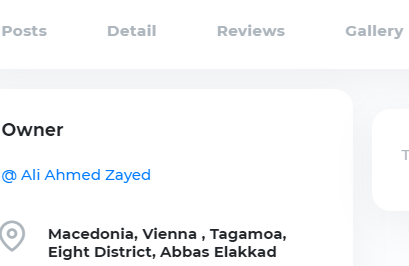 Posts Detail Reviews Gallery
Owner
@ Ali Ahmed Zayed
Macedonia, Vienna , Tagamoa,
Eight District, Abbas Elakkad